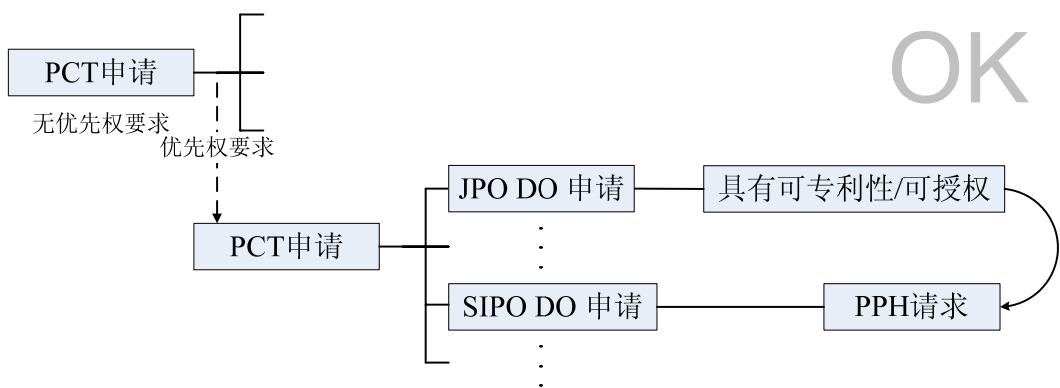 OK
PCT申请
无优先权要求
优先权要求
JPO DO 申请
具有可专利性/可授权
PCT申请
SIPO DO 申请
PPH请求